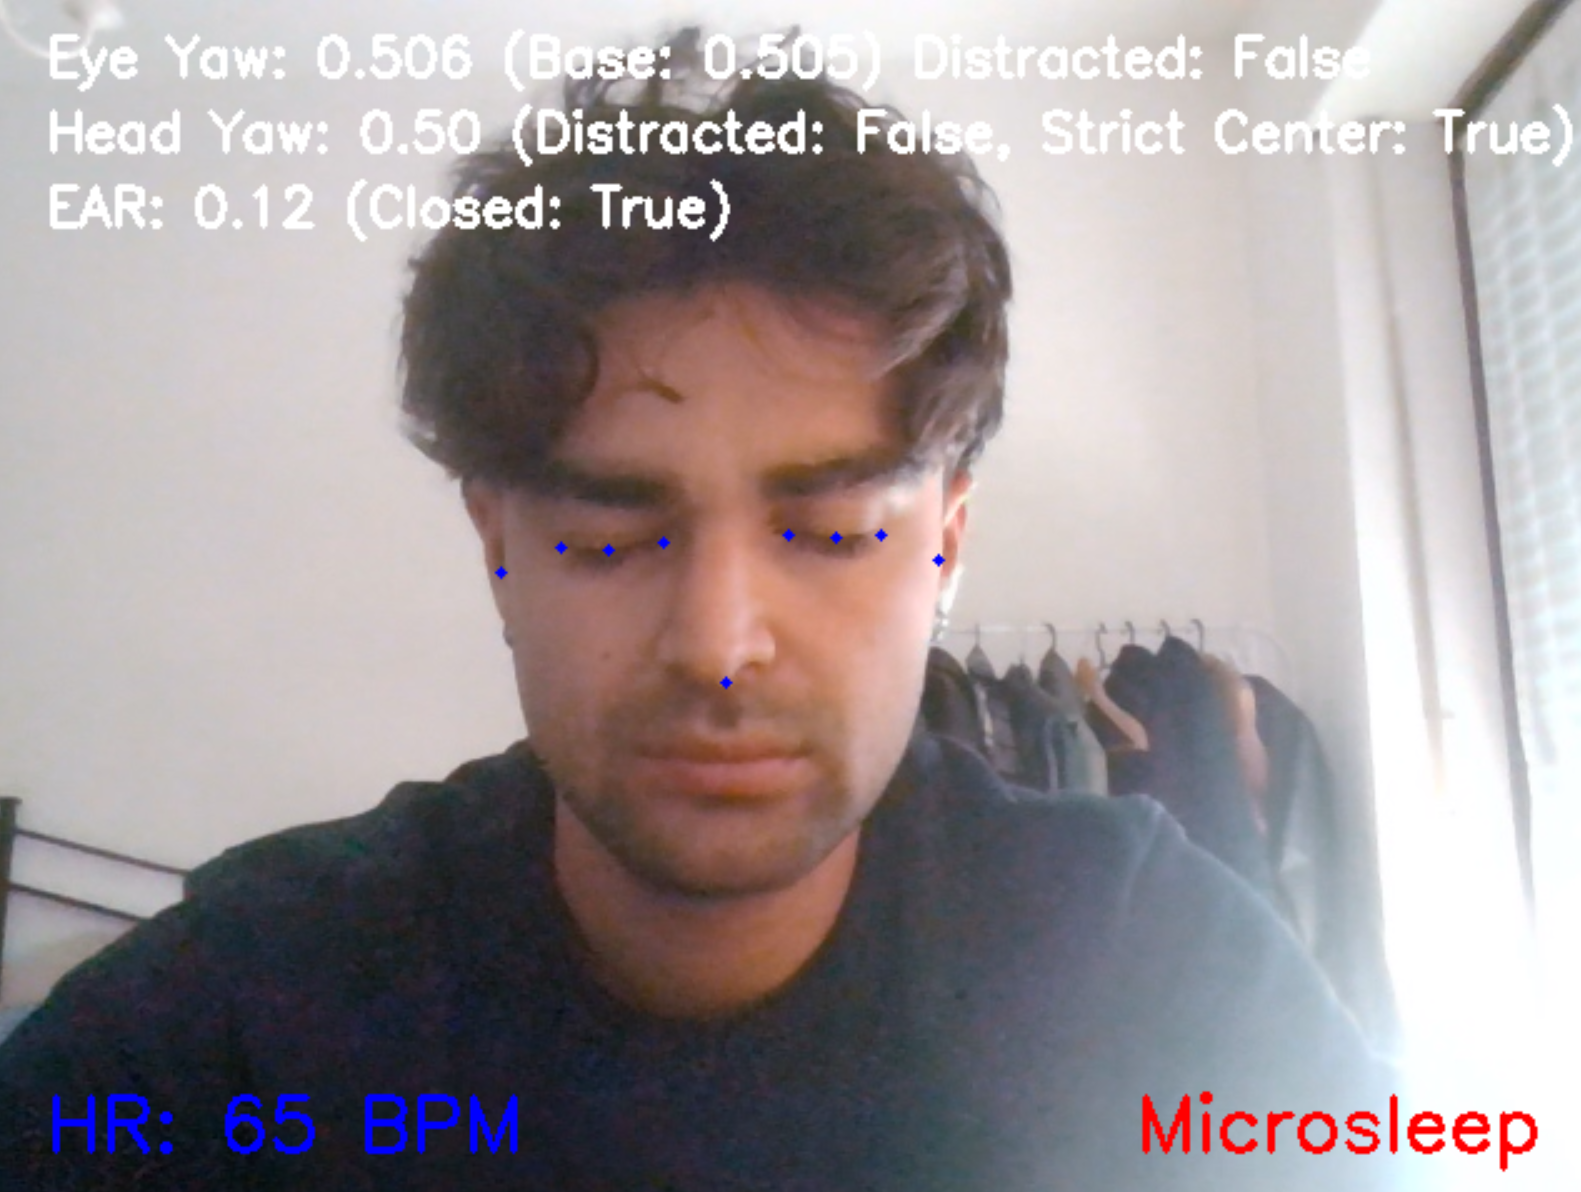 Eye Yaw: 0.506 (Base: 0.505) Distracted: False
Head Yaw: 0.50 (Distracted: False, Strict Center: True)
EAR: 0.12 (Closed: True)
HR: 65 BPM
Microsleep